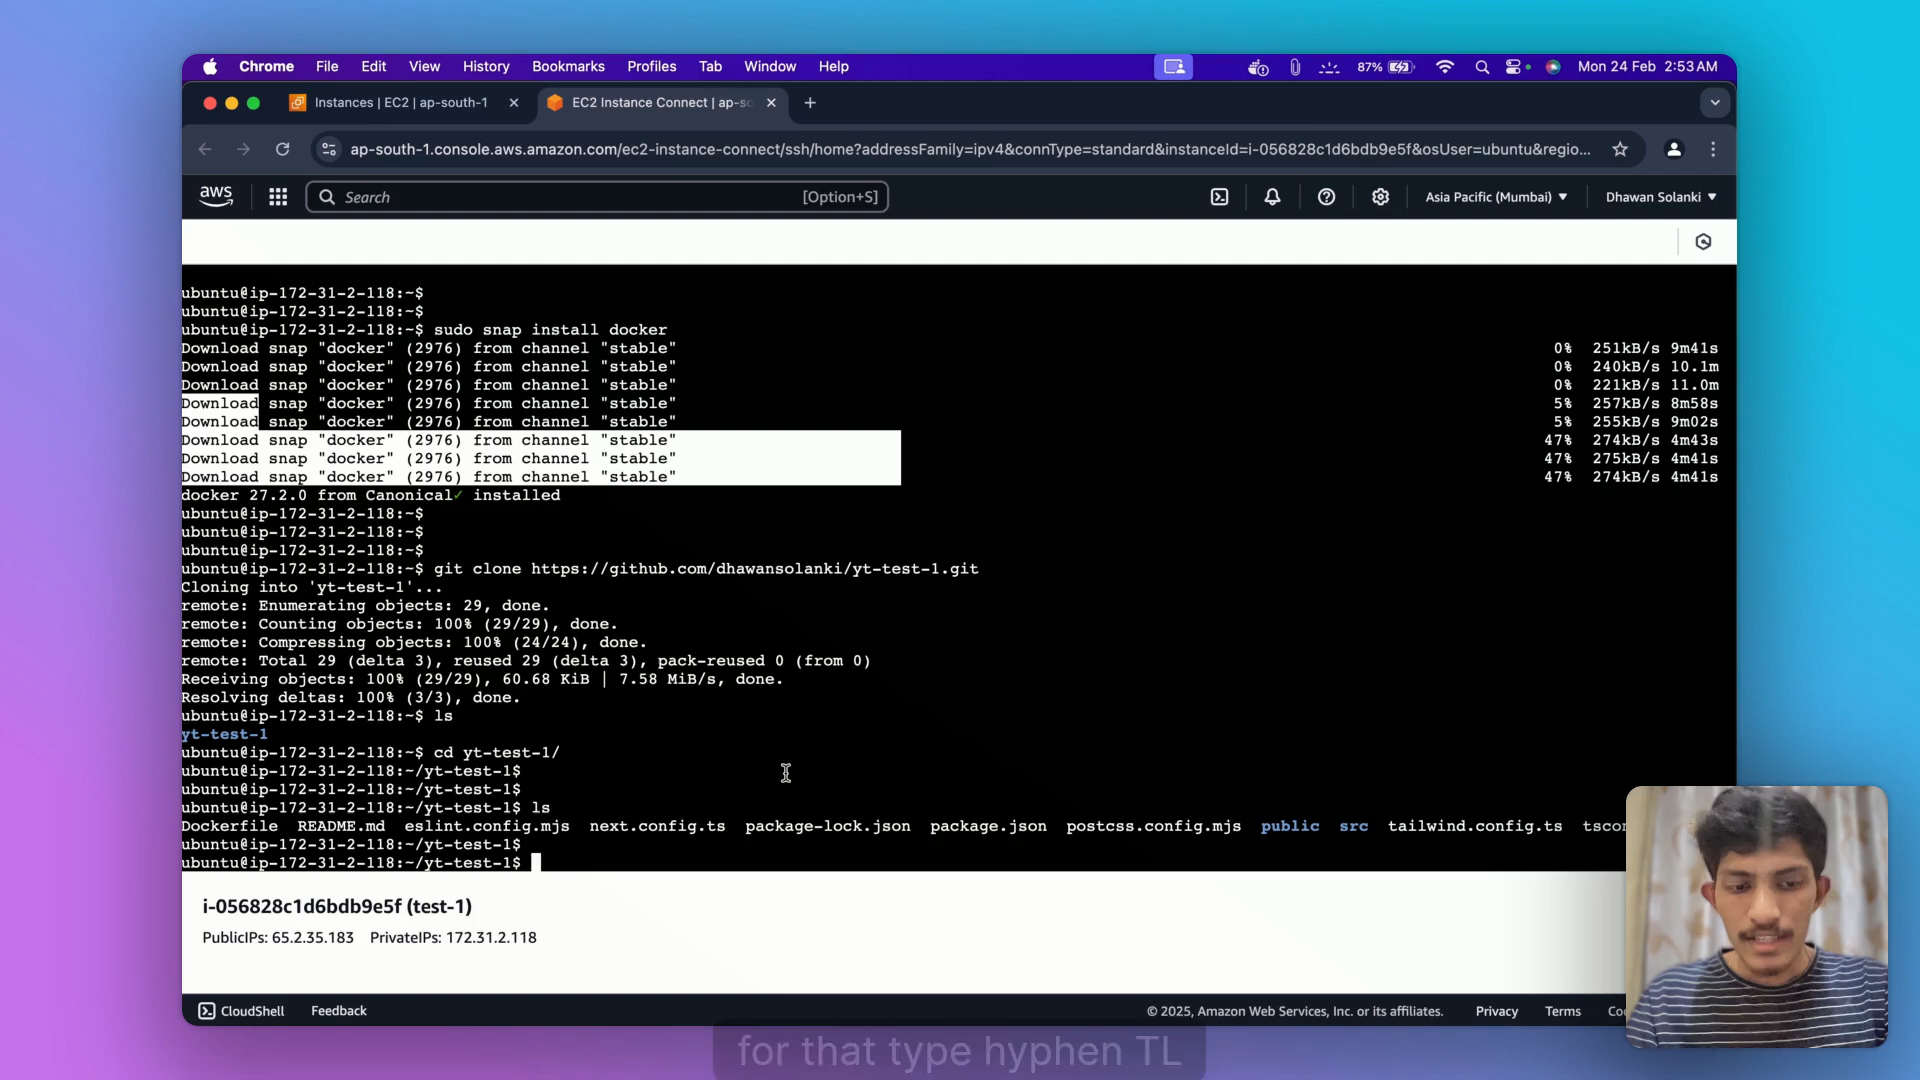 Chrome File Edit View History Bookmarks Profiles Tab Window Help 87% Mon 24 Feb 2:53 AM
Instances | EC2 | ap-south-1 EC2 Instance Connect | ap-so
ap-south-1.console.aws.amazon.com/ec2-instance-connect/ssh/home?addressFamily=ipv4&connType=standard&instanceId=i-056828c1d6bdb9e5f&osUser=ubuntu&regio...
aws Search [Option+S] Asia Pacific (Mumbai) Dhawan Solanki
ubuntu@ip-172-31-2-118:~$
ubuntu@ip-172-31-2-118:~$
ubuntu@ip-172-31-2-118:~$ sudo snap install docker
Download snap "docker" (2976) from channel "stable" 0% 251kB/s 9m41s
Download snap "docker" (2976) from channel "stable" 0% 240kB/s 10.1m
Download snap "docker" (2976) from channel "stable" 0% 221kB/s 11.0m
Download snap "docker" (2976) from channel "stable" 5% 257kB/s 8m58s
Download snap "docker" (2976) from channel "stable" 5% 255kB/s 9m02s
Download snap "docker" (2976) from channel "stable" 47% 274kB/s 4m43s
Download snap "docker" (2976) from channel "stable" 47% 275kB/s 4m41s
Download snap "docker" (2976) from channel "stable" 47% 274kB/s 4m41s
docker 27.2.0 from Canonical✓ installed
ubuntu@ip-172-31-2-118:~$
ubuntu@ip-172-31-2-118:~$
ubuntu@ip-172-31-2-118:~$
ubuntu@ip-172-31-2-118:~$ git clone https://github.com/dhawansolanki/yt-test-1.git
Cloning into 'yt-test-1'...
remote: Enumerating objects: 29, done.
remote: Counting objects: 100% (29/29), done.
remote: Compressing objects: 100% (24/24), done.
remote: Total 29 (delta 3), reused 29 (delta 3), pack-reused 0 (from 0)
Receiving objects: 100% (29/29), 60.68 KiB | 7.58 MiB/s, done.
Resolving deltas: 100% (3/3), done.
ubuntu@ip-172-31-2-118:~$ ls
yt-test-1
ubuntu@ip-172-31-2-118:~$ cd yt-test-1/
ubuntu@ip-172-31-2-118:~/yt-test-1$
ubuntu@ip-172-31-2-118:~/yt-test-1$
ubuntu@ip-172-31-2-118:~/yt-test-1$ ls
Dockerfile README.md eslint.config.mjs next.config.ts package-lock.json package.json postcss.config.mjs public src tailwind.config.ts tscon
ubuntu@ip-172-31-2-118:~/yt-test-1$
ubuntu@ip-172-31-2-118:~/yt-test-1$
i-056828c1d6bdb9e5f (test-1)
PublicIPs: 65.2.35.183 PrivateIPs: 172.31.2.118
CloudShell Feedback © 2025, Amazon Web Services, Inc. or its affiliates. Privacy Terms Co
for that type hyphen TL